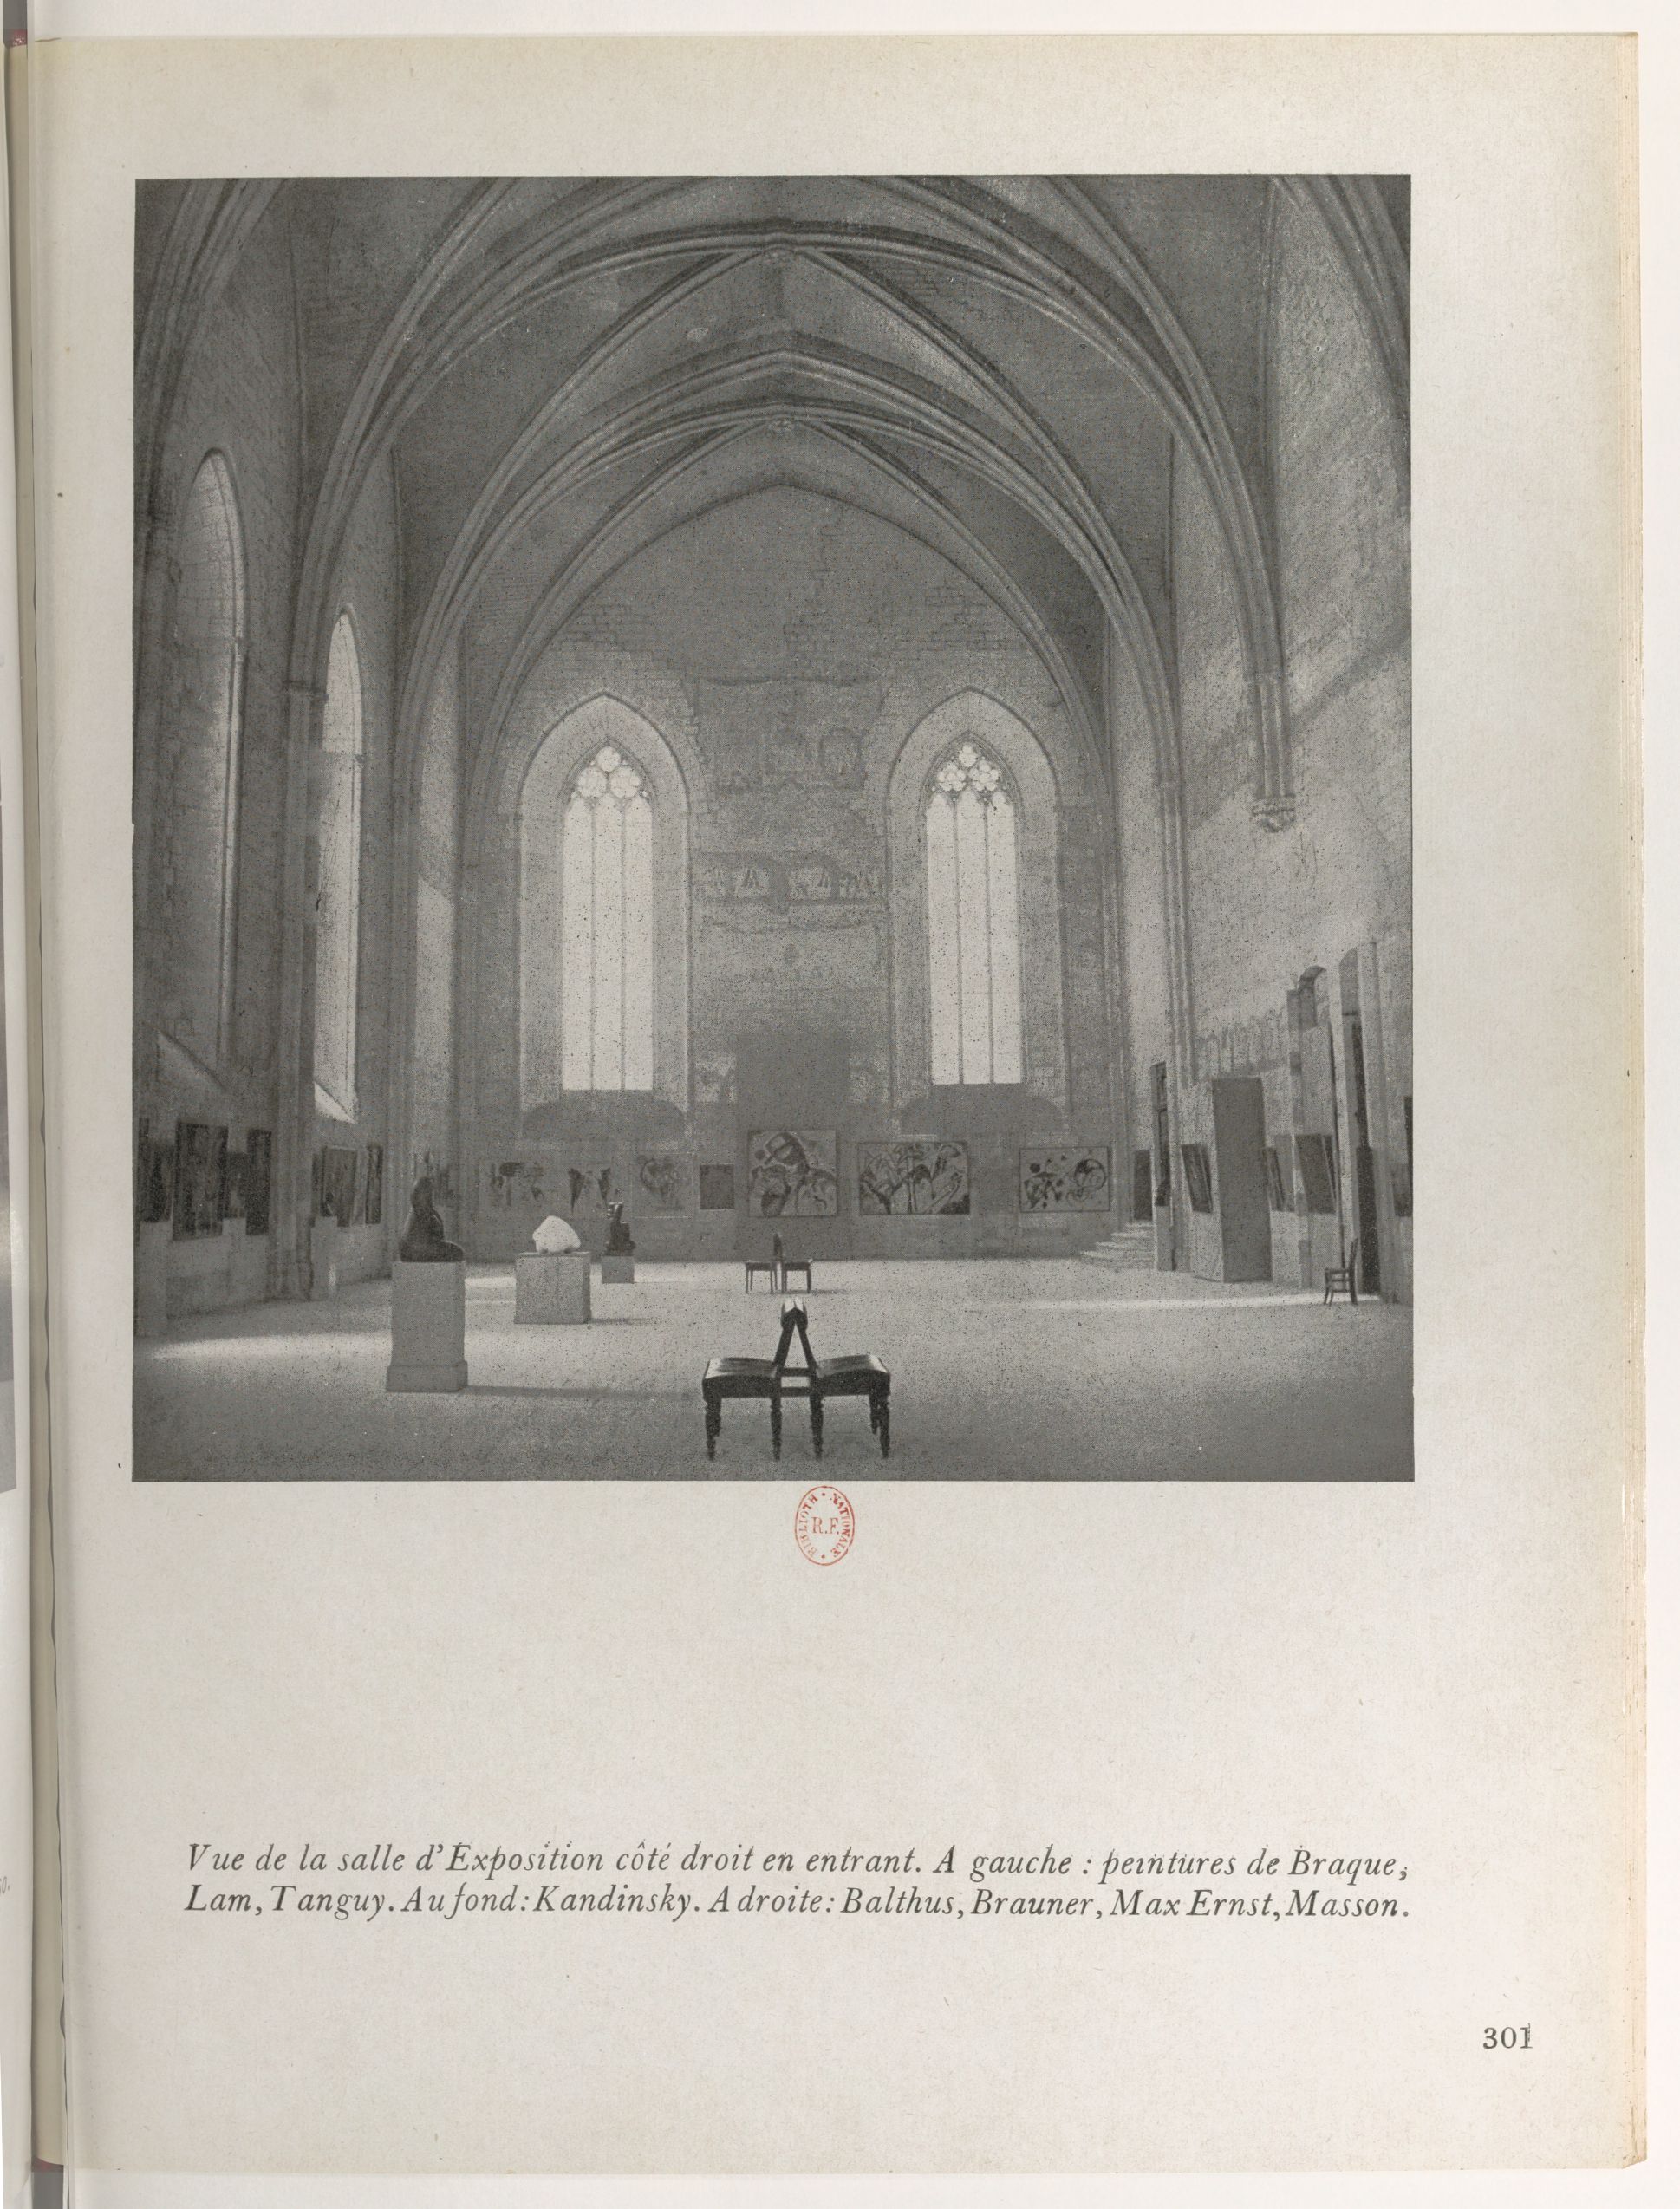 BIBLIOTH NATIONALE
R.F.
Vue de la salle d'Exposition côté droit en entrant. A gauche : peintures de Braque,
Lam, Tanguy. Au fond : Kandinsky. A droite : Balthus, Brauner, Max Ernst, Masson.
301